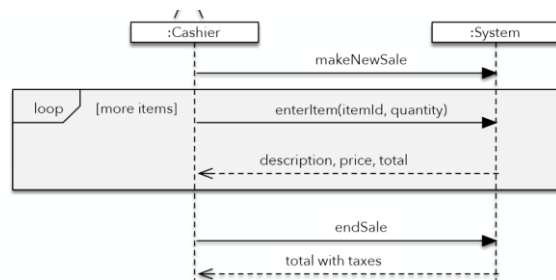 :Cashier
:System
makeNewSale
loop
[more items]
enterItem(itemId, quantity)
description, price, total
endSale
total with taxes